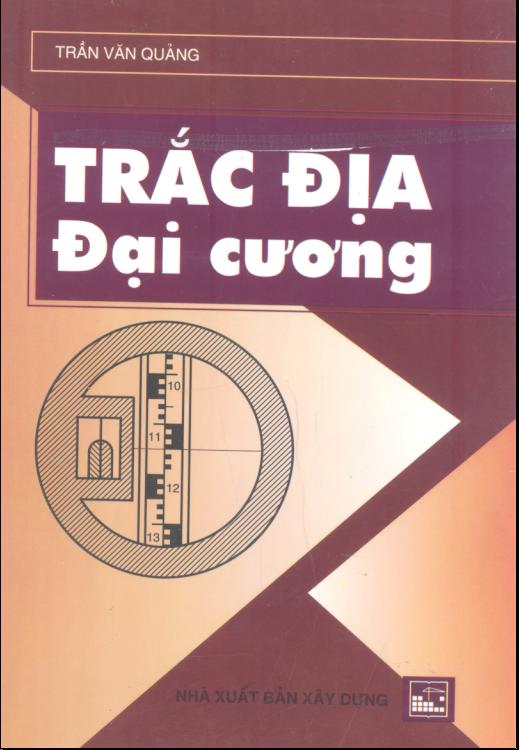 TRẦN VĂN QUẢNG
TRẮC ĐỊA
Đại cương
10
11
12
13
NHÀ XUẤT BẢN XÂY DỰNG